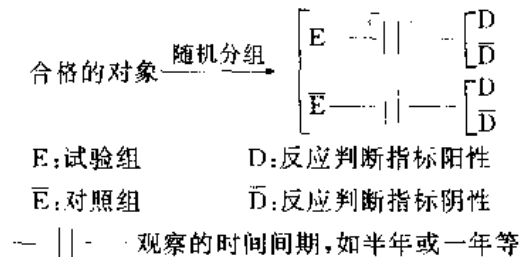 随机分组
合格的对象
E
D
D̅
E̅
D
D̅
E:试验组 D:反应判断指标阳性
E̅:对照组 D̅:反应判断指标阴性
观察的时间间期,如半年或一年等